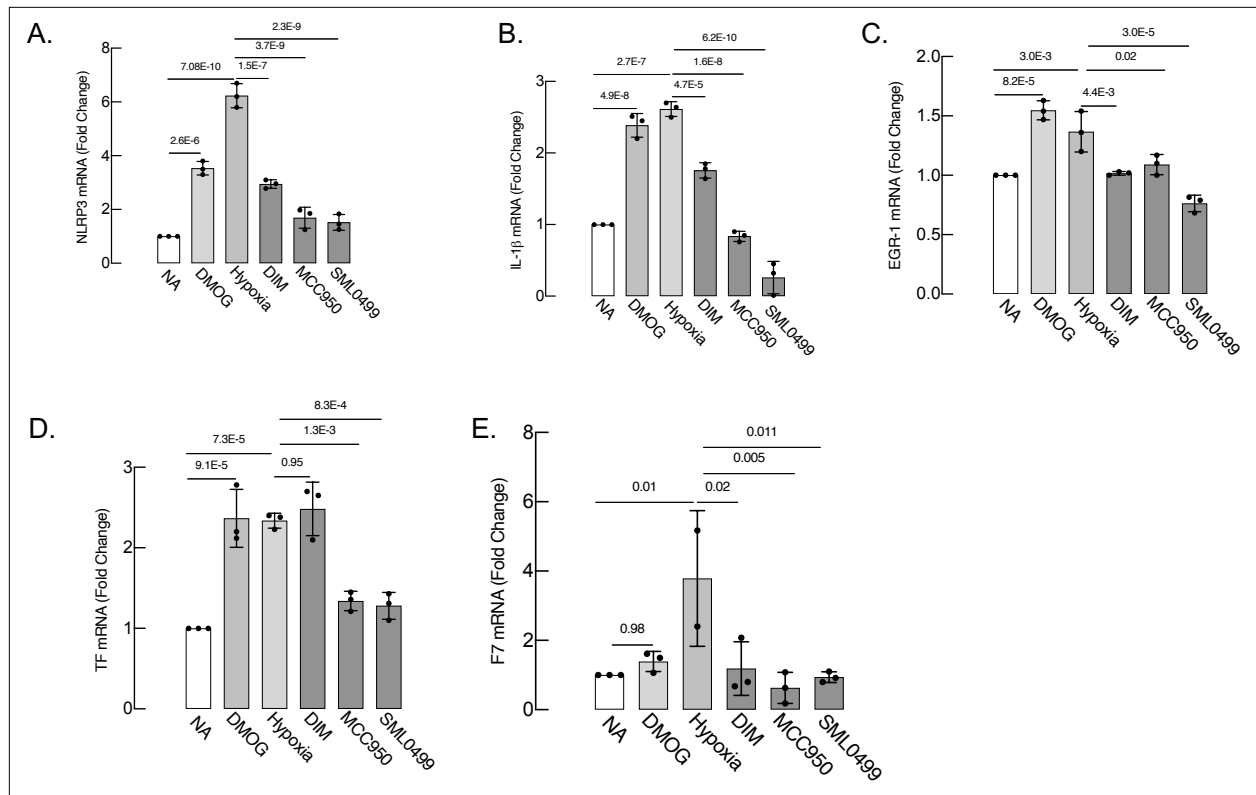 A.
2.3E-9
3.7E-9
7.08E-10
1.5E-7
2.6E-6
NLRP3 mRNA (Fold Change)
8
6
4
2
0
NA
DMOG
Hypoxia
DIM
MCC950
SML0499
B.
6.2E-10
1.6E-8
2.7E-7
4.7E-5
4.9E-8
IL-1β mRNA (Fold Change)
3
2
1
0
NA
DMOG
Hypoxia
DIM
MCC950
SML0499
C.
3.0E-5
0.02
3.0E-3
8.2E-5
4.4E-3
EGR-1 mRNA (Fold Change)
2.0
1.5
1.0
0.5
0.0
NA
DMOG
Hypoxia
DIM
MCC950
SML0499
D.
8.3E-4
1.3E-3
7.3E-5
9.1E-5
0.95
TF mRNA (Fold Change)
3
2
1
0
NA
DMOG
Hypoxia
DIM
MCC950
SML0499
E.
0.011
0.005
0.01
0.02
0.98
F7 mRNA (Fold Change)
8
6
4
2
0
NA
DMOG
Hypoxia
DIM
MCC950
SML0499